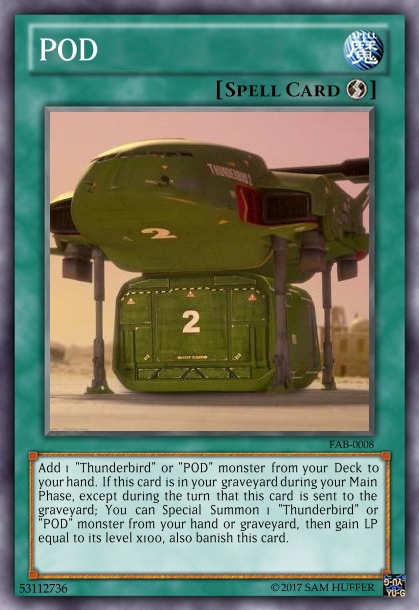 POD
魔
[SPELL CARD]
THUNDERBIRD 2
2
2
FAB-0008
Add 1 "Thunderbird" or "POD" monster from your Deck to
your hand. If this card is in your graveyard during your Main
Phase, except during the turn that this card is sent to the
graveyard; You can Special Summon 1 "Thunderbird" or
"POD" monster from your hand or graveyard, then gain LP
equal to its level x100, also banish this card.
53112736
©2017 SAM HUFFER